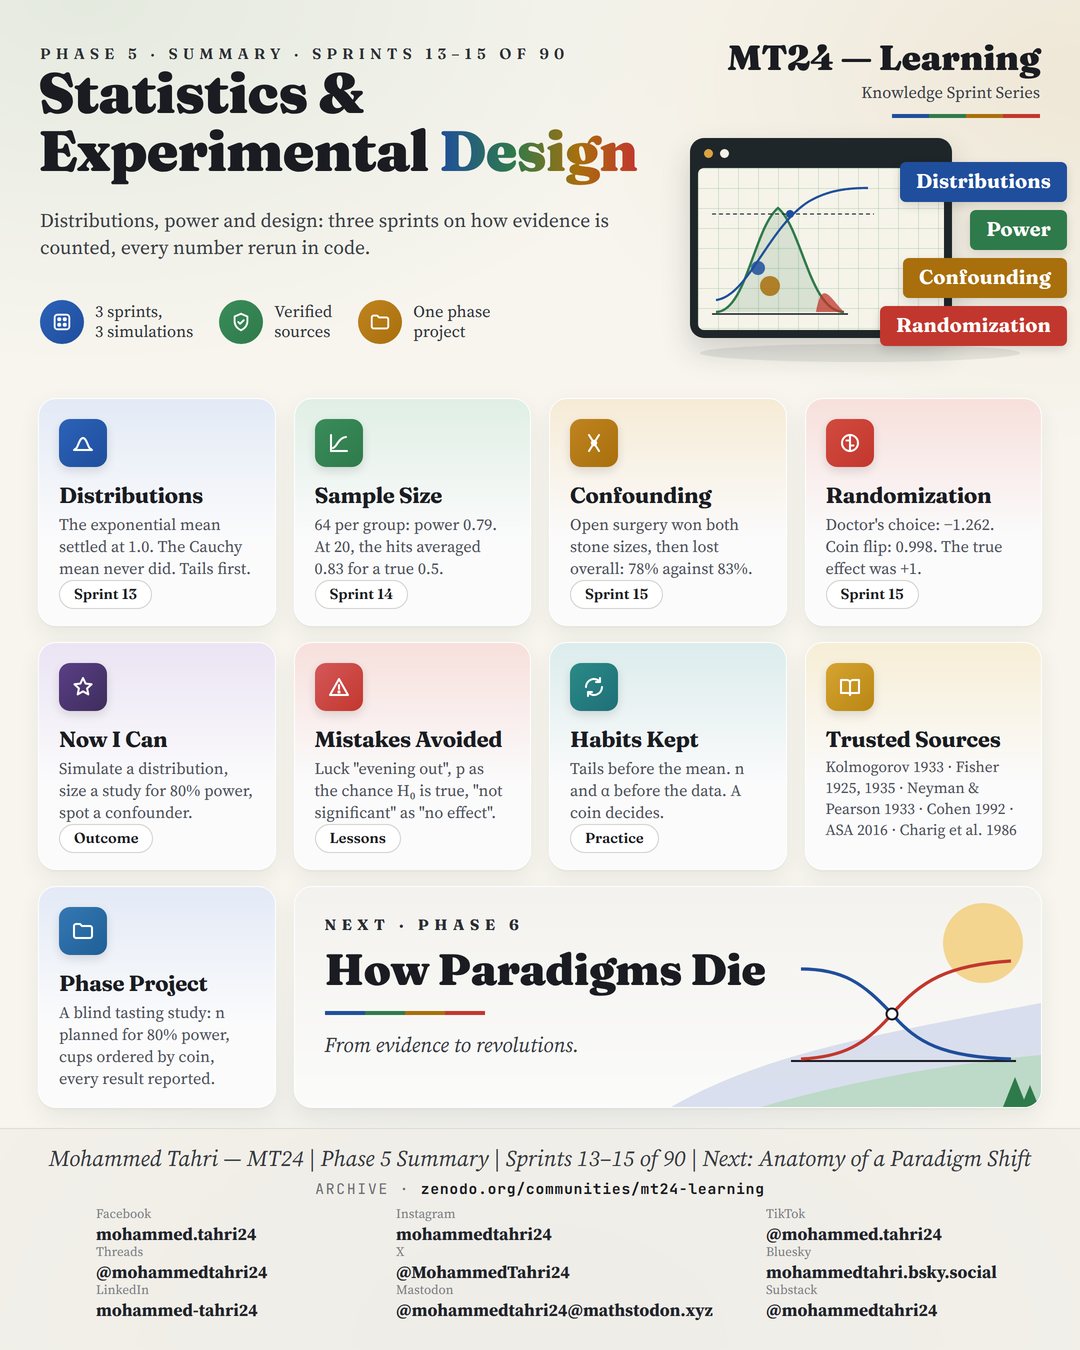 PHASE 5 · SUMMARY · SPRINTS 13–15 OF 90
Statistics &
Experimental Design
Distributions, power and design: three sprints on how evidence is
counted, every number rerun in code.
3 sprints,
3 simulations
Verified
sources
One phase
project
MT24 — Learning
Knowledge Sprint Series
Distributions
Power
Confounding
Randomization
Distributions
The exponential mean
settled at 1.0. The Cauchy
mean never did. Tails first.
Sprint 13
Sample Size
64 per group: power 0.79.
At 20, the hits averaged
0.83 for a true 0.5.
Sprint 14
Confounding
Open surgery won both
stone sizes, then lost
overall: 78% against 83%.
Sprint 15
Randomization
Doctor's choice: −1.262.
Coin flip: 0.998. The true
effect was +1.
Sprint 15
Now I Can
Simulate a distribution,
size a study for 80% power,
spot a confounder.
Outcome
Mistakes Avoided
Luck "evening out", p as
the chance H₀ is true, "not
significant" as "no effect".
Lessons
Habits Kept
Tails before the mean. n
and α before the data. A
coin decides.
Practice
Trusted Sources
Kolmogorov 1933 · Fisher
1925, 1935 · Neyman &
Pearson 1933 · Cohen 1992 ·
ASA 2016 · Charig et al. 1986
Phase Project
A blind tasting study: n
planned for 80% power,
cups ordered by coin,
every result reported.
NEXT · PHASE 6
How Paradigms Die
From evidence to revolutions.
Mohammed Tahri — MT24 | Phase 5 Summary | Sprints 13–15 of 90 | Next: Anatomy of a Paradigm Shift
ARCHIVE · zenodo.org/communities/mt24-learning
Facebook
mohammed.tahri24
Instagram
mohammedtahri24
TikTok
@mohammed.tahri24
Threads
@mohammedtahri24
X
@MohammedTahri24
Bluesky
mohammedtahri.bsky.social
LinkedIn
mohammed-tahri24
Mastodon
@mohammedtahri24@mathstodon.xyz
Substack
@mohammedtahri24